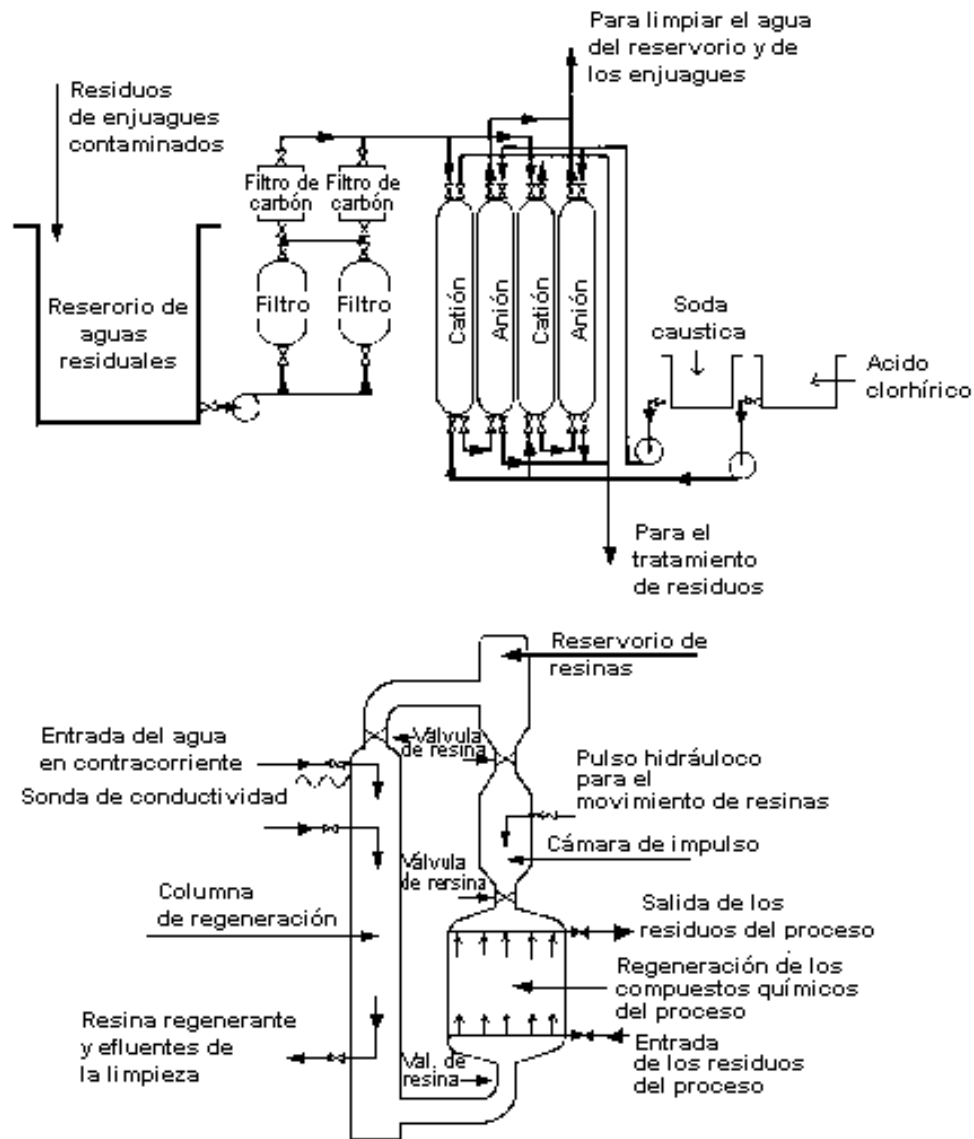 Para limpiar el agua
del reservorio y de
los enjuagues
Residuos
de enjuagues
contaminados
Filtro de
carbón
Filtro de
carbón
Filtro
Filtro
Catión
Anión
Catión
Anión
Reserorio de
aguas
residuales
Soda
caustica
Acido
clorhírico
Para el
tratamiento
de residuos
Reservorio de
resinas
Entrada del agua
en contracorriente
Válvula
de resina
Pulso hidráuloco
para el
movimiento de resinas
Sonda de conductividad
Cámara de impulso
Válvula
de rersina
Columna
de regeneración
Salida de los
residuos del proceso
Regeneración de los
compuestos químicos
del proceso
Resina regenerante
y efluentes de
la limpieza
Val. de
resina
Entrada
de los residuos
del proceso